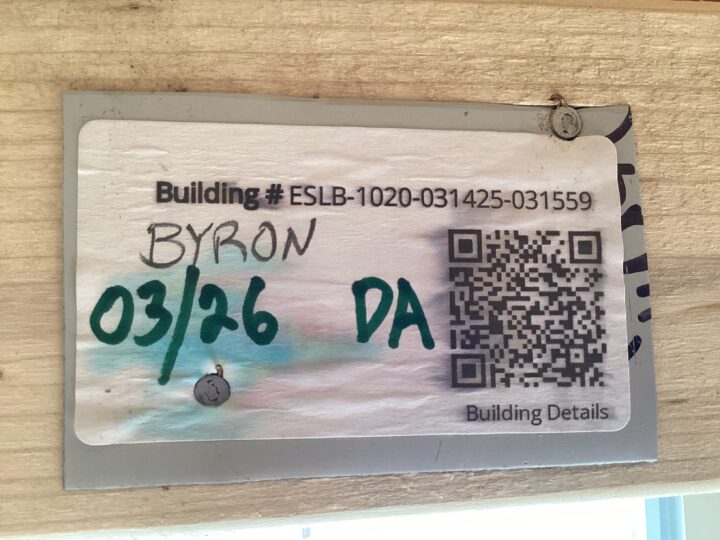 Building # ESLB-1020-031425-031559
BYRON
03/26 DA
Building Details